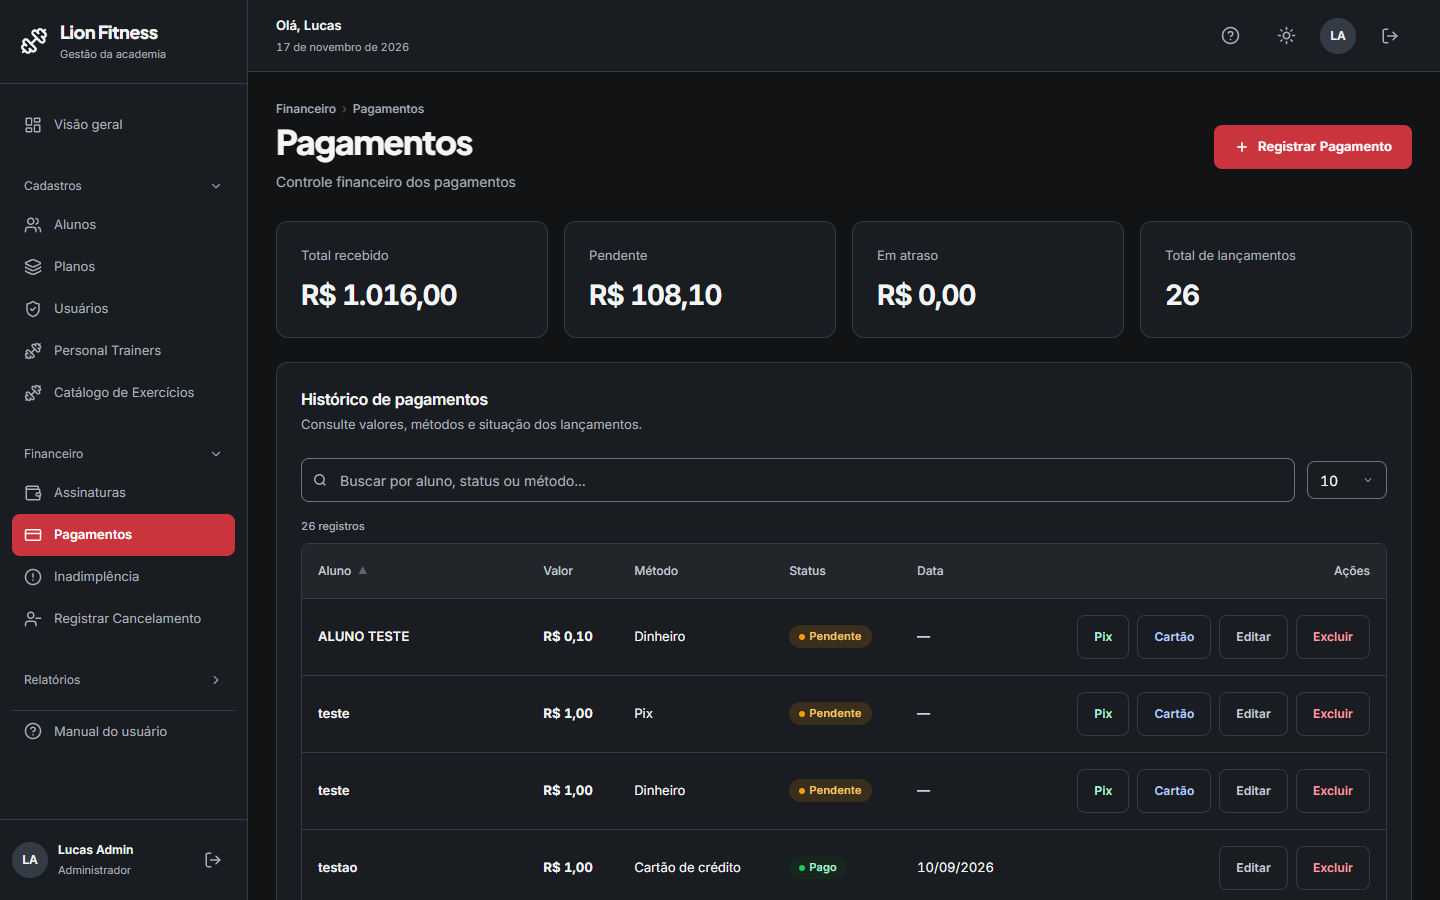 Lion Fitness
Gestão da academia
Visão geral
Cadastros
Alunos
Planos
Usuários
Personal Trainers
Catálogo de Exercícios
Financeiro
Assinaturas
Pagamentos
Inadimplência
Registrar Cancelamento
Relatórios
Manual do usuário
LA
Lucas Admin
Administrador
Olá, Lucas
17 de novembro de 2026
LA
Financeiro › Pagamentos
Pagamentos
Controle financeiro dos pagamentos
+ Registrar Pagamento
Total recebido
R$ 1.016,00
Pendente
R$ 108,10
Em atraso
R$ 0,00
Total de lançamentos
26
Histórico de pagamentos
Consulte valores, métodos e situação dos lançamentos.
Buscar por aluno, status ou método...
10
26 registros
Aluno ▲ Valor Método Status Data Ações
ALUNO TESTE R$ 0,10 Dinheiro Pendente — Pix Cartão Editar Excluir
teste R$ 1,00 Pix Pendente — Pix Cartão Editar Excluir
teste R$ 1,00 Dinheiro Pendente — Pix Cartão Editar Excluir
testao R$ 1,00 Cartão de crédito Pago 10/09/2026 Editar Excluir